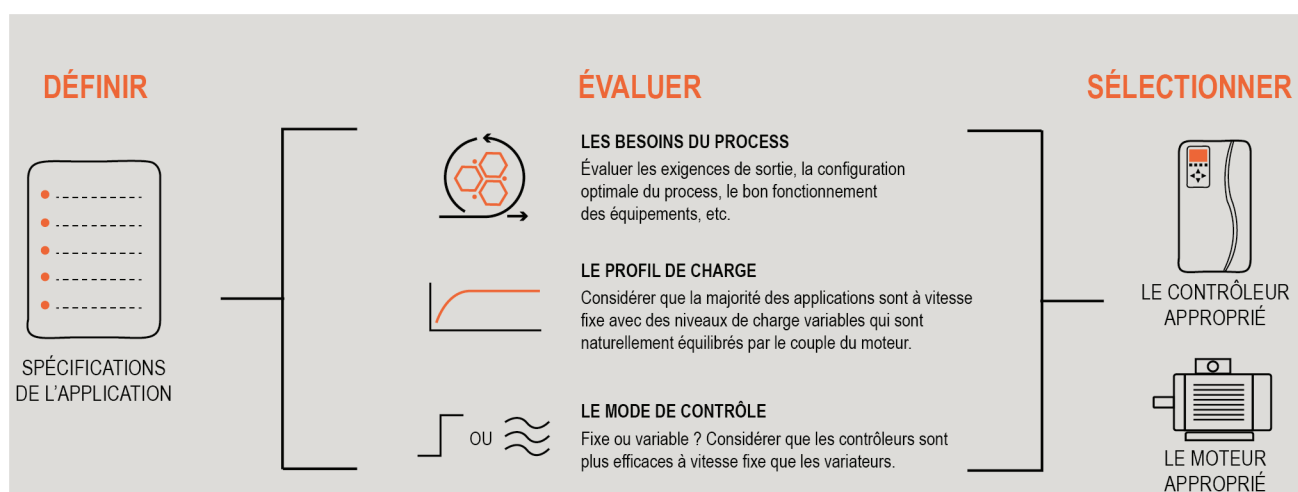 DÉFINIR
SPÉCIFICATIONS
DE L'APPLICATION
ÉVALUER
LES BESOINS DU PROCESS
Évaluer les exigences de sortie, la configuration
optimale du process, le bon fonctionnement
des équipements, etc.
LE PROFIL DE CHARGE
Considérer que la majorité des applications sont à vitesse
fixe avec des niveaux de charge variables qui sont
naturellement équilibrés par le couple du moteur.
OU
LE MODE DE CONTRÔLE
Fixe ou variable ? Considérer que les contrôleurs sont
plus efficaces à vitesse fixe que les variateurs.
SÉLECTIONNER
LE CONTRÔLEUR
APPROPRIÉ
LE MOTEUR
APPROPRIÉ